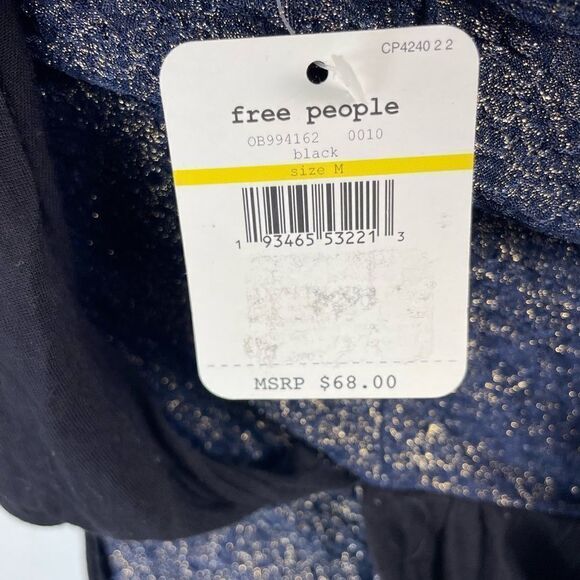 CP4240 2 2
free people
OB994162 0010
black
size M
1 93465 53221 3
MSRP $68.00